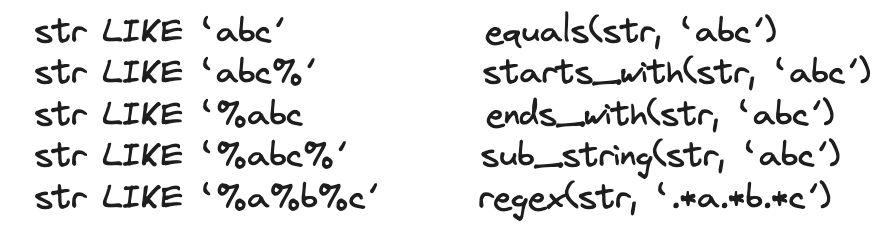 str LIKE ‘abc’ equals(str, ‘abc’)
str LIKE ‘abc%’ starts_with(str, ‘abc’)
str LIKE ‘%abc ends_with(str, ‘abc’)
str LIKE ‘%abc%’ sub_string(str, ‘abc’)
str LIKE ‘%a%b%c’ regex(str, ‘.*a.*b.*c’)